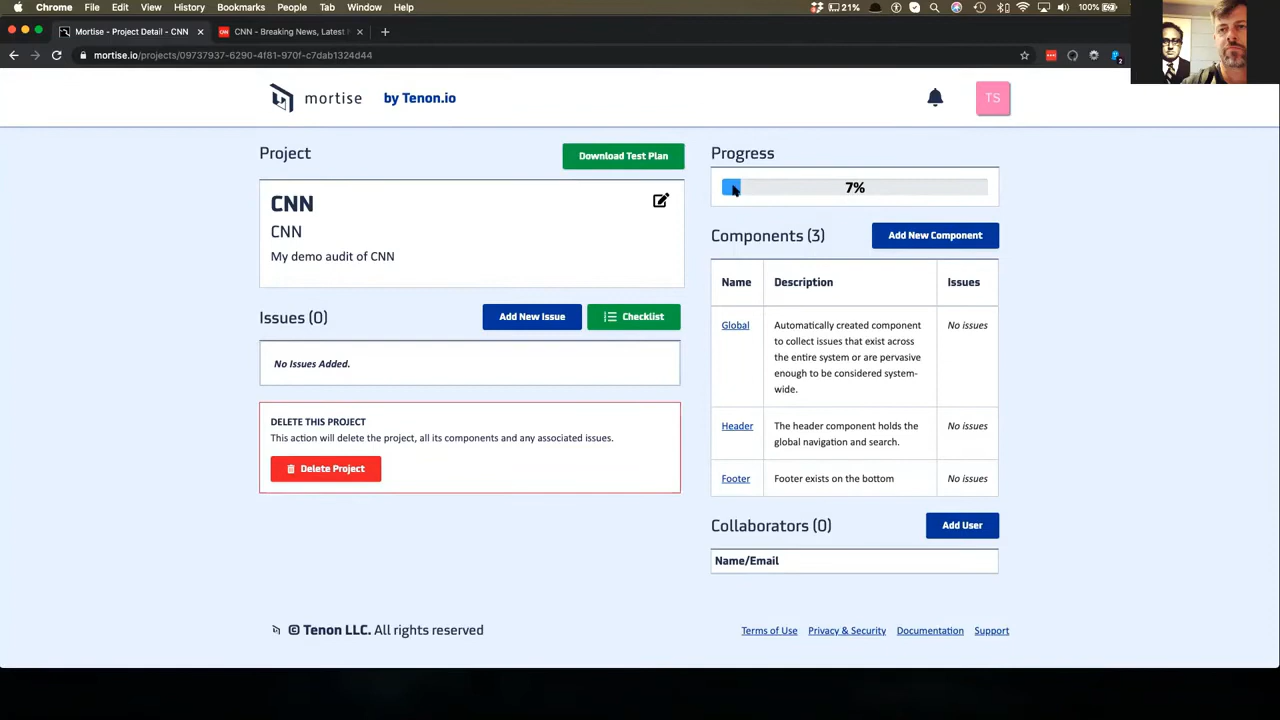 Chrome File Edit View History Bookmarks People Tab Window Help 21% 100%
Mortise - Project Detail - CNN
CNN - Breaking News, Latest
mortise.io/projects/09737937-6290-4f81-970f-c7dab1324d44
mortise by Tenon.io
TS
Project
Download Test Plan
CNN
CNN
My demo audit of CNN
Issues (0)
Add New Issue
Checklist
No Issues Added.
DELETE THIS PROJECT
This action will delete the project, all its components and any associated issues.
Delete Project
Progress
7%
Components (3)
Add New Component
Name Description Issues
Global
Automatically created component
to collect issues that exist across
the entire system or are pervasive
enough to be considered system-
wide.
No issues
Header
The header component holds the
global navigation and search.
No issues
Footer
Footer exists on the bottom
No issues
Collaborators (0)
Add User
Name/Email
© Tenon LLC. All rights reserved
Terms of Use Privacy & Security Documentation Support